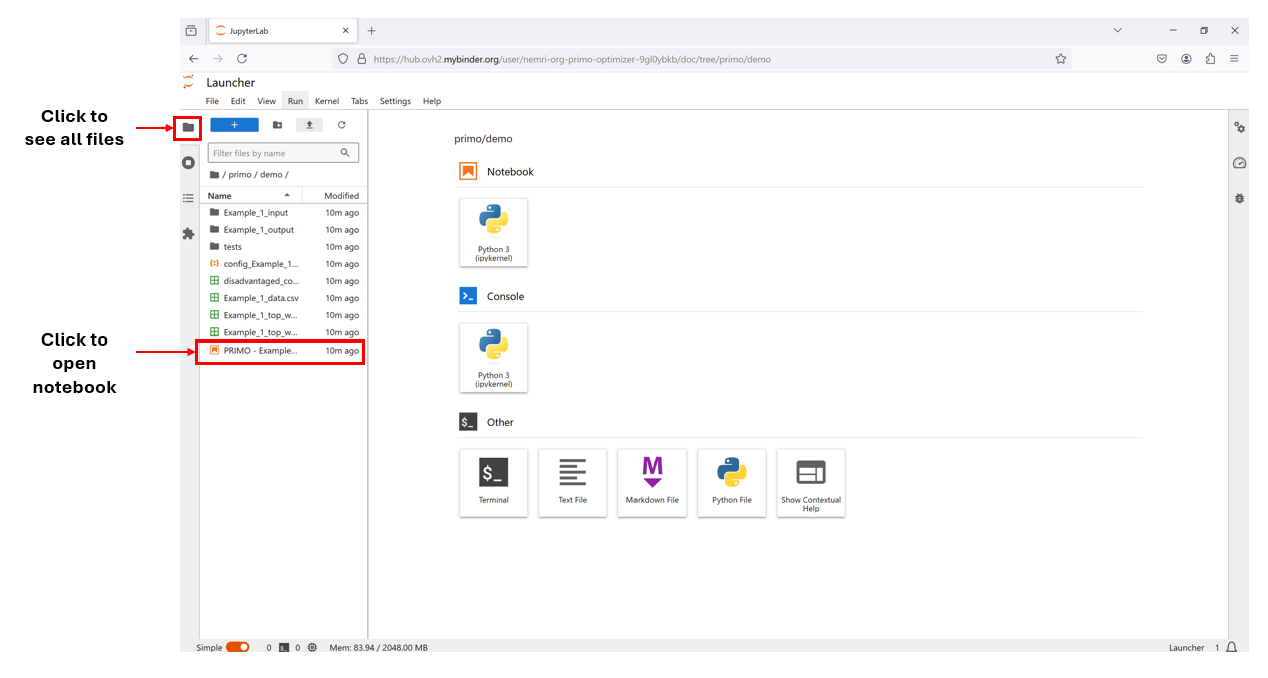 JupyterLab
https://hub.ovh2.mybinder.org/user/nemri-org-primo-optimizer-9gl0ybkb/doc/tree/primo/demo
Launcher
File Edit View Run Kernel Tabs Settings Help
Click to
see all files
Filter files by name
/ primo / demo /
Name Modified
Example_1_input 10m ago
Example_1_output 10m ago
tests 10m ago
config_Example_1... 10m ago
disadvantaged_co... 10m ago
Example_1_data.csv 10m ago
Example_1_top_w... 10m ago
Example_1_top_w... 10m ago
PRIMO - Example... 10m ago
Click to
open
notebook
primo/demo
Notebook
Python 3
(ipykernel)
Console
Python 3
(ipykernel)
$_ Other
$_
Terminal
Text File
M
Markdown File
Python File
Show Contextual
Help
Simple 0 $_ 0 Mem: 83.94 / 2048.00 MB
Launcher 1